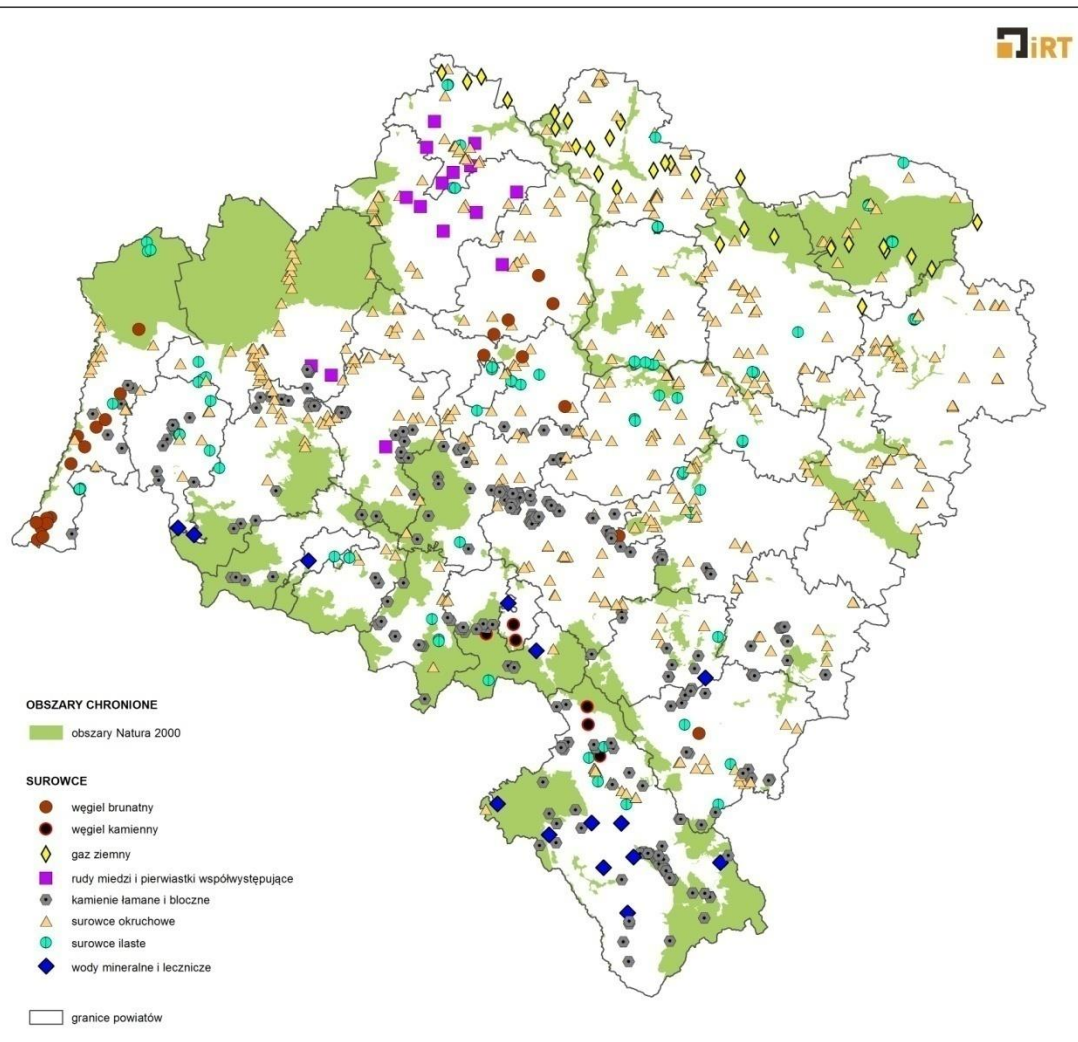 iRT
OBSZARY CHRONIONE
obszary Natura 2000
SUROWCE
węgiel brunatny
węgiel kamienny
gaz ziemny
rudy miedzi i pierwiastki współwystępujące
kamienie łamane i bloczne
surowce okruchowe
surowce ilaste
wody mineralne i lecznicze
granice powiatów